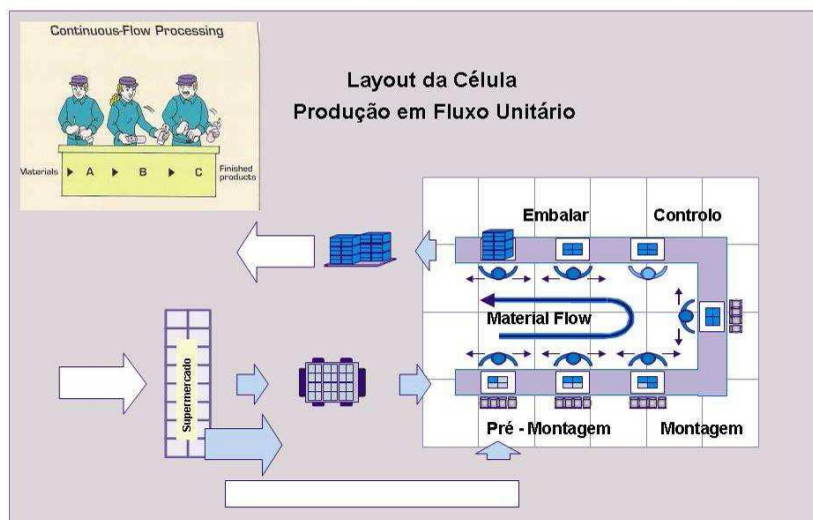 Continuous-Flow Processing
Layout da Célula
Produção em Fluxo Unitário
Materials A B C Finished
products
Embalar Controlo
Material Flow
Supermercado
Pré - Montagem Montagem